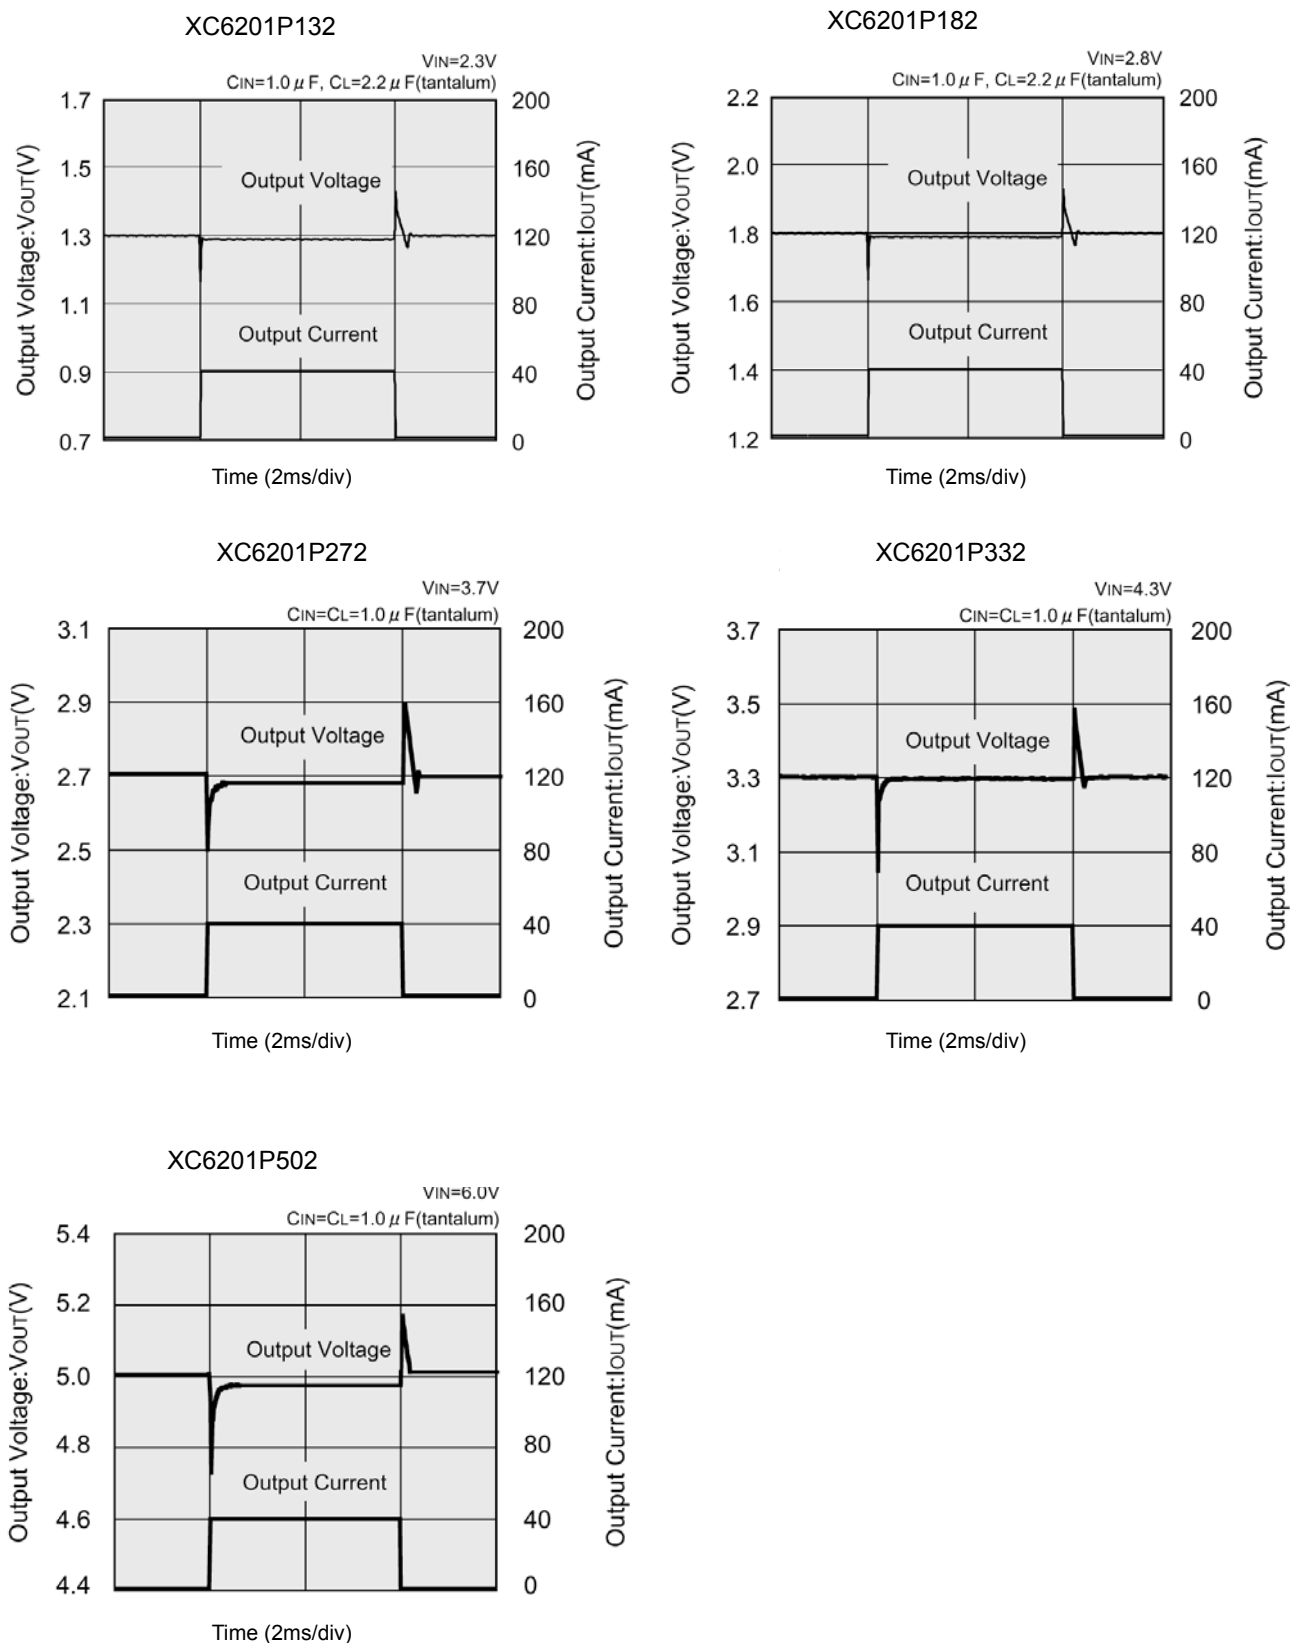 XC6201P132
VIN=2.3V
CIN=1.0 μ F, CL=2.2 μ F(tantalum)
Output Voltage:VOUT(V)
1.7
1.5
1.3
1.1
0.9
0.7
Output Voltage
Output Current
200
160
120
80
40
0
Output Current:IOUT(mA)
Time (2ms/div)
XC6201P182
VIN=2.8V
CIN=1.0 μ F, CL=2.2 μ F(tantalum)
Output Voltage:VOUT(V)
2.2
2.0
1.8
1.6
1.4
1.2
Output Voltage
Output Current
200
160
120
80
40
0
Output Current:IOUT(mA)
Time (2ms/div)
XC6201P272
VIN=3.7V
CIN=CL=1.0 μ F(tantalum)
Output Voltage:VOUT(V)
3.1
2.9
2.7
2.5
2.3
2.1
Output Voltage
Output Current
200
160
120
80
40
0
Output Current:IOUT(mA)
Time (2ms/div)
XC6201P332
VIN=4.3V
CIN=CL=1.0 μ F(tantalum)
Output Voltage:VOUT(V)
3.7
3.5
3.3
3.1
2.9
2.7
Output Voltage
Output Current
200
160
120
80
40
0
Output Current:IOUT(mA)
Time (2ms/div)
XC6201P502
VIN=6.0V
CIN=CL=1.0 μ F(tantalum)
Output Voltage:VOUT(V)
5.4
5.2
5.0
4.8
4.6
4.4
Output Voltage
Output Current
200
160
120
80
40
0
Output Current:IOUT(mA)
Time (2ms/div)